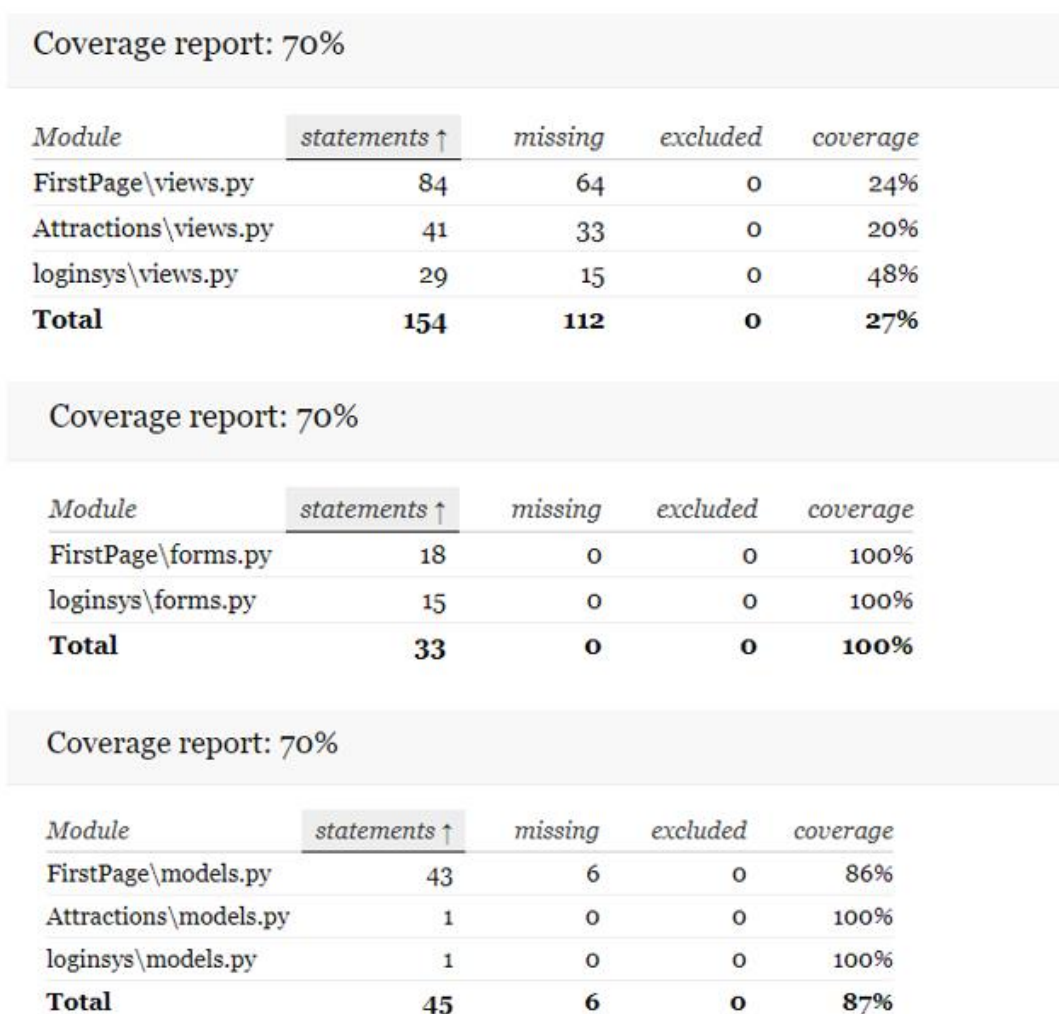 Coverage report: 70%
Module statements ↑ missing excluded coverage
FirstPage\views.py 84 64 0 24%
Attractions\views.py 41 33 0 20%
loginsys\views.py 29 15 0 48%
Total 154 112 0 27%
Coverage report: 70%
Module statements ↑ missing excluded coverage
FirstPage\forms.py 18 0 0 100%
loginsys\forms.py 15 0 0 100%
Total 33 0 0 100%
Coverage report: 70%
Module statements ↑ missing excluded coverage
FirstPage\models.py 43 6 0 86%
Attractions\models.py 1 0 0 100%
loginsys\models.py 1 0 0 100%
Total 45 6 0 87%